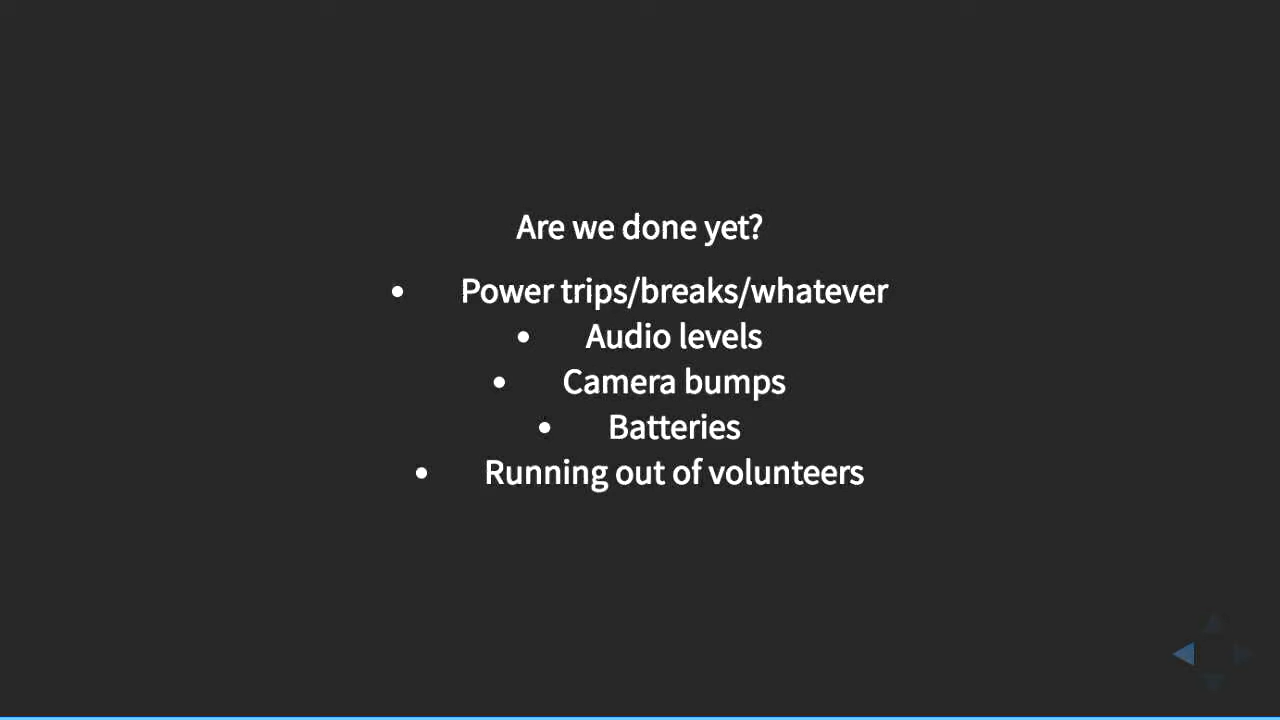 Are we done yet?
• Power trips/breaks/whatever
• Audio levels
• Camera bumps
• Batteries
• Running out of volunteers